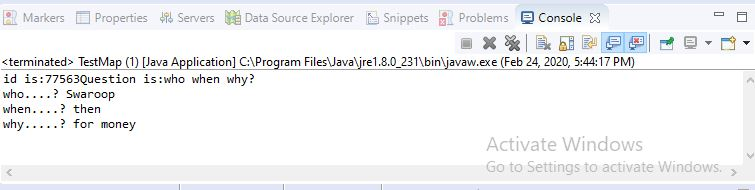 Markers Properties Servers Data Source Explorer Snippets Problems Console
<terminated> TestMap (1) [Java Application] C:\Program Files\Java\jre1.8.0_231\bin\javaw.exe (Feb 24, 2020, 5:44:17 PM)
id is:77563Question is:who when why?
who....? Swaroop
when....? then
why.....? for money
Activate Windows
Go to Settings to activate Windows.